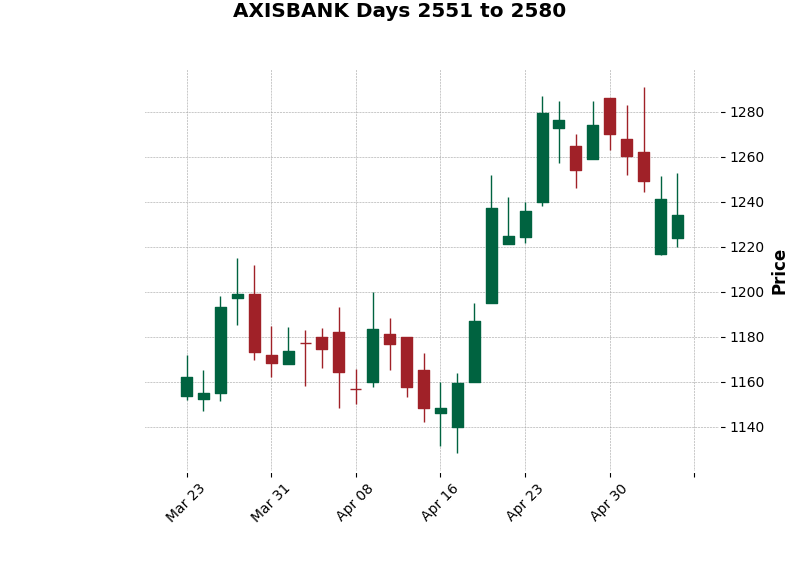 AXISBANK Days 2551 to 2580
1280
1260
1240
1220
1200
1180
1160
1140
Price
Mar 23
Mar 31
Apr 08
Apr 16
Apr 23
Apr 30